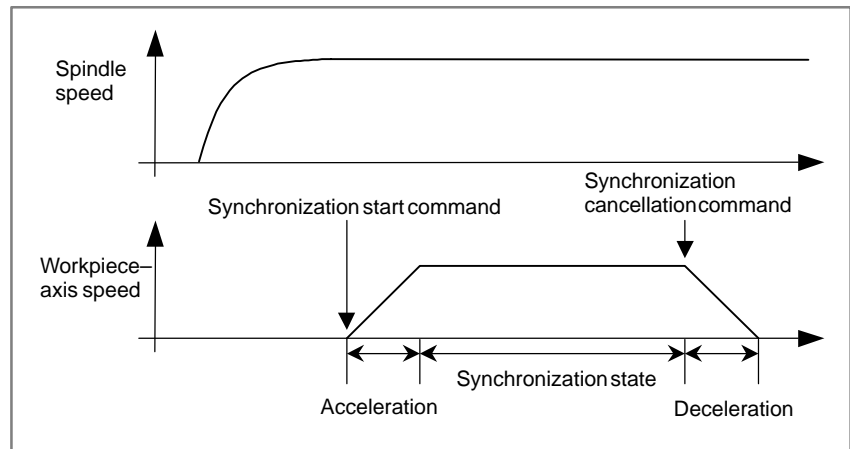 Spindle
speed
Synchronization
cancellation command
Synchronization start command
Workpiece–
axis speed
Synchronization state
Acceleration
Deceleration